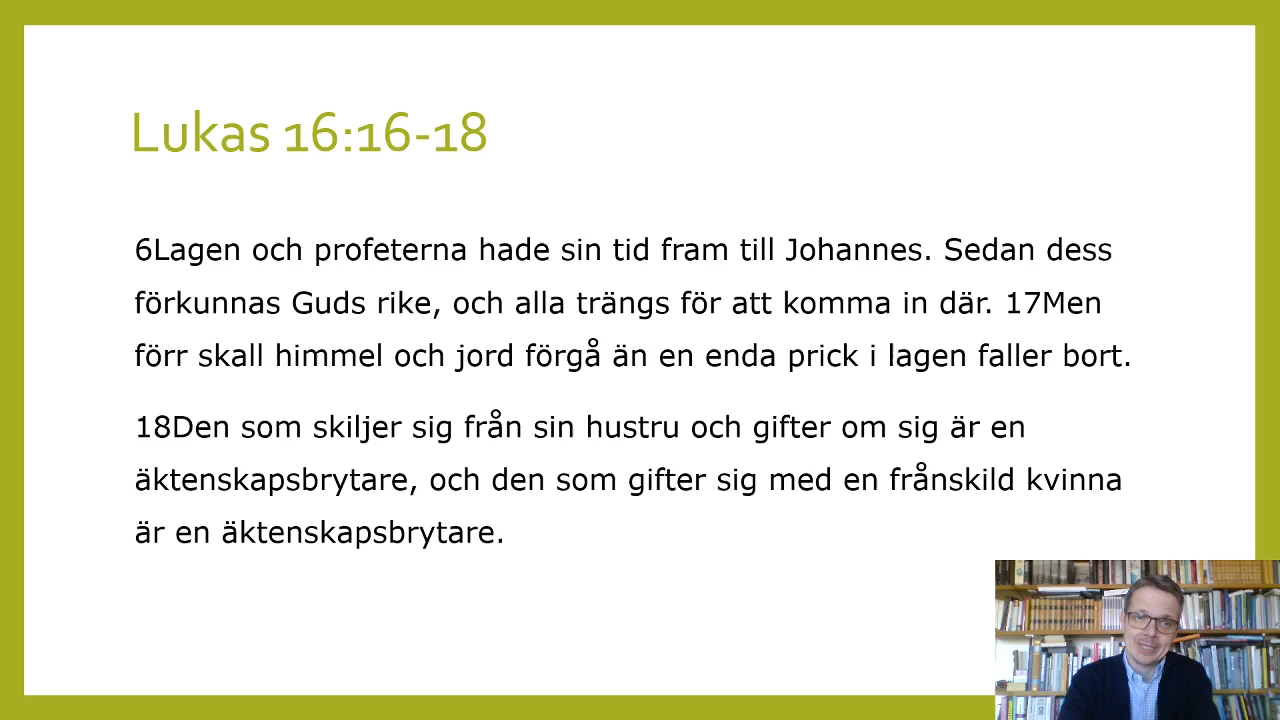 Lukas 16:16-18
6Lagen och profeterna hade sin tid fram till Johannes. Sedan dess
förkunnas Guds rike, och alla trängs för att komma in där. 17Men
förr skall himmel och jord förgå än en enda prick i lagen faller bort.
18Den som skiljer sig från sin hustru och gifter om sig är en
äktenskapsbrytare, och den som gifter sig med en frånskild kvinna
är en äktenskapsbrytare.